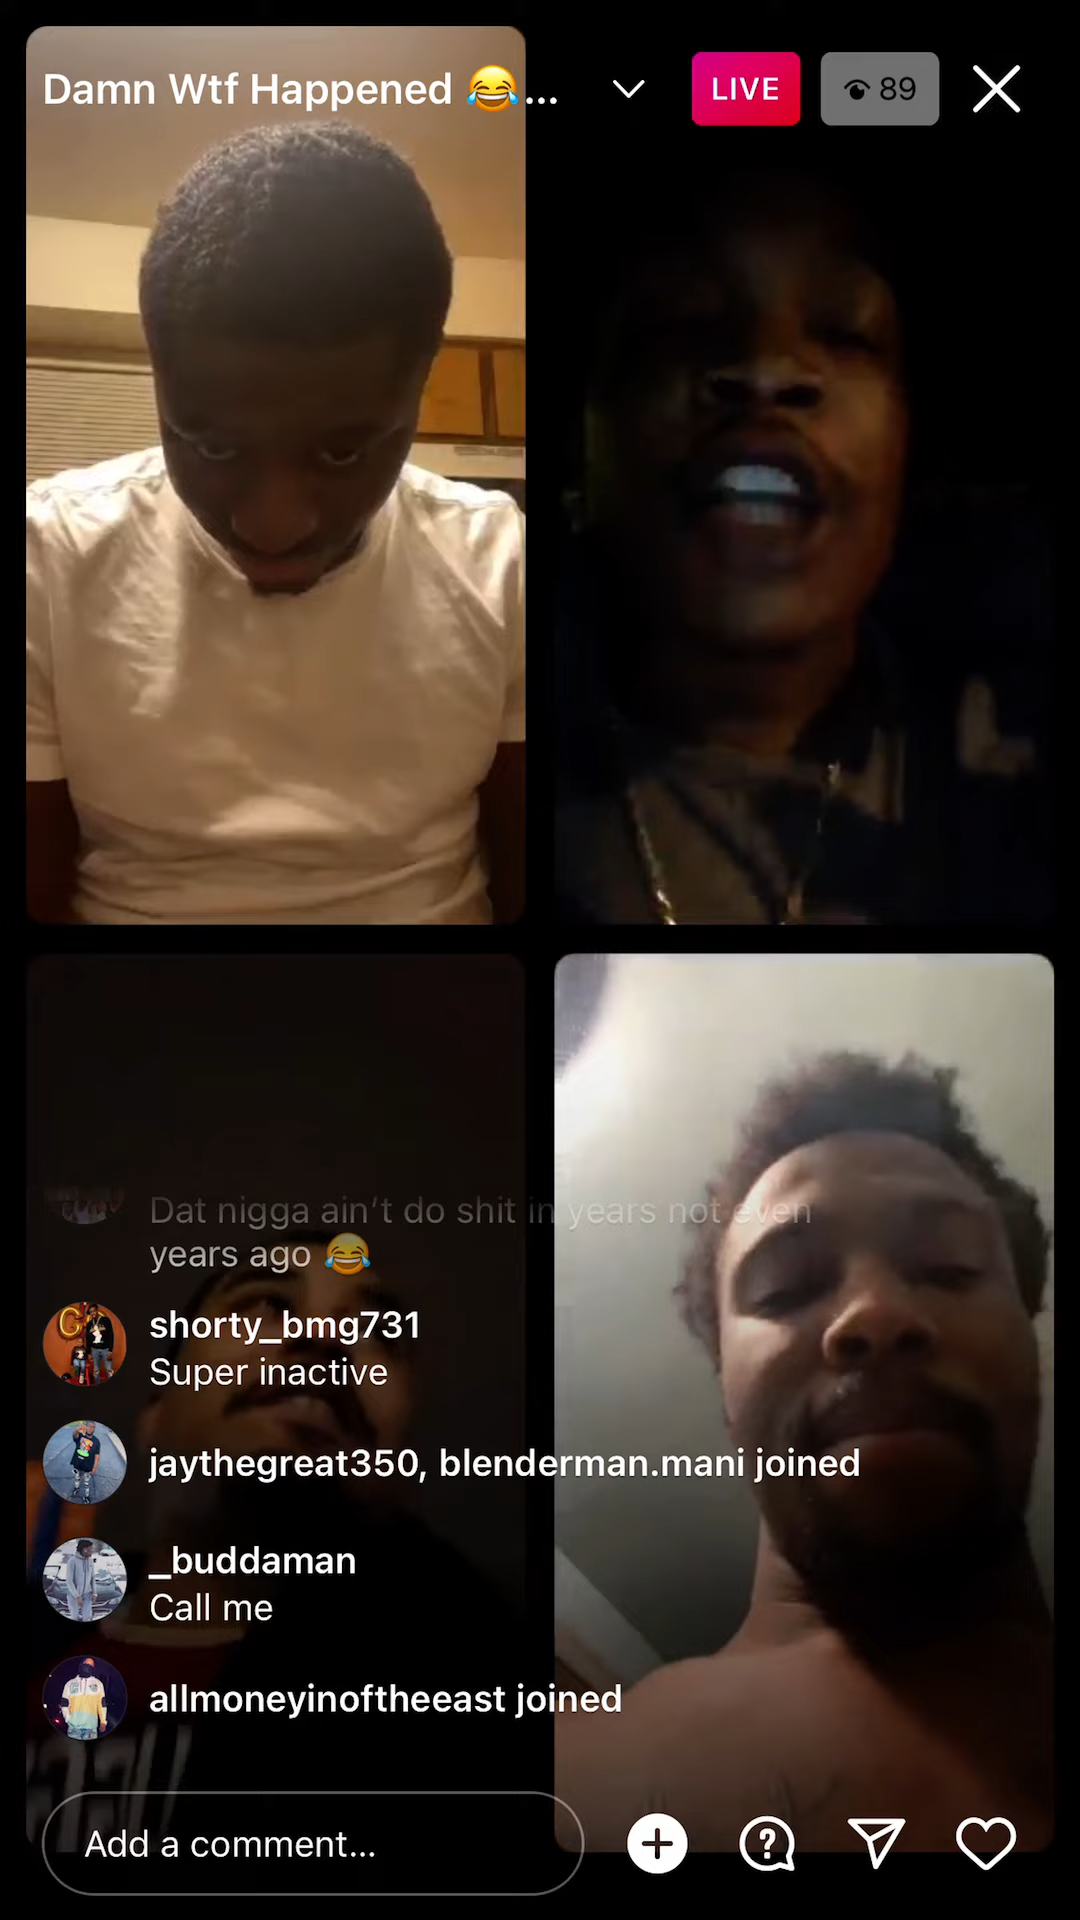 Damn Wtf Happened 😂...
LIVE
89
Dat nigga ain't do shit in years not even
years ago 😂
shorty_bmg731
Super inactive
jaythegreat350, blenderman.mani joined
_buddaman
Call me
allmoneyinoftheeast joined
Add a comment...